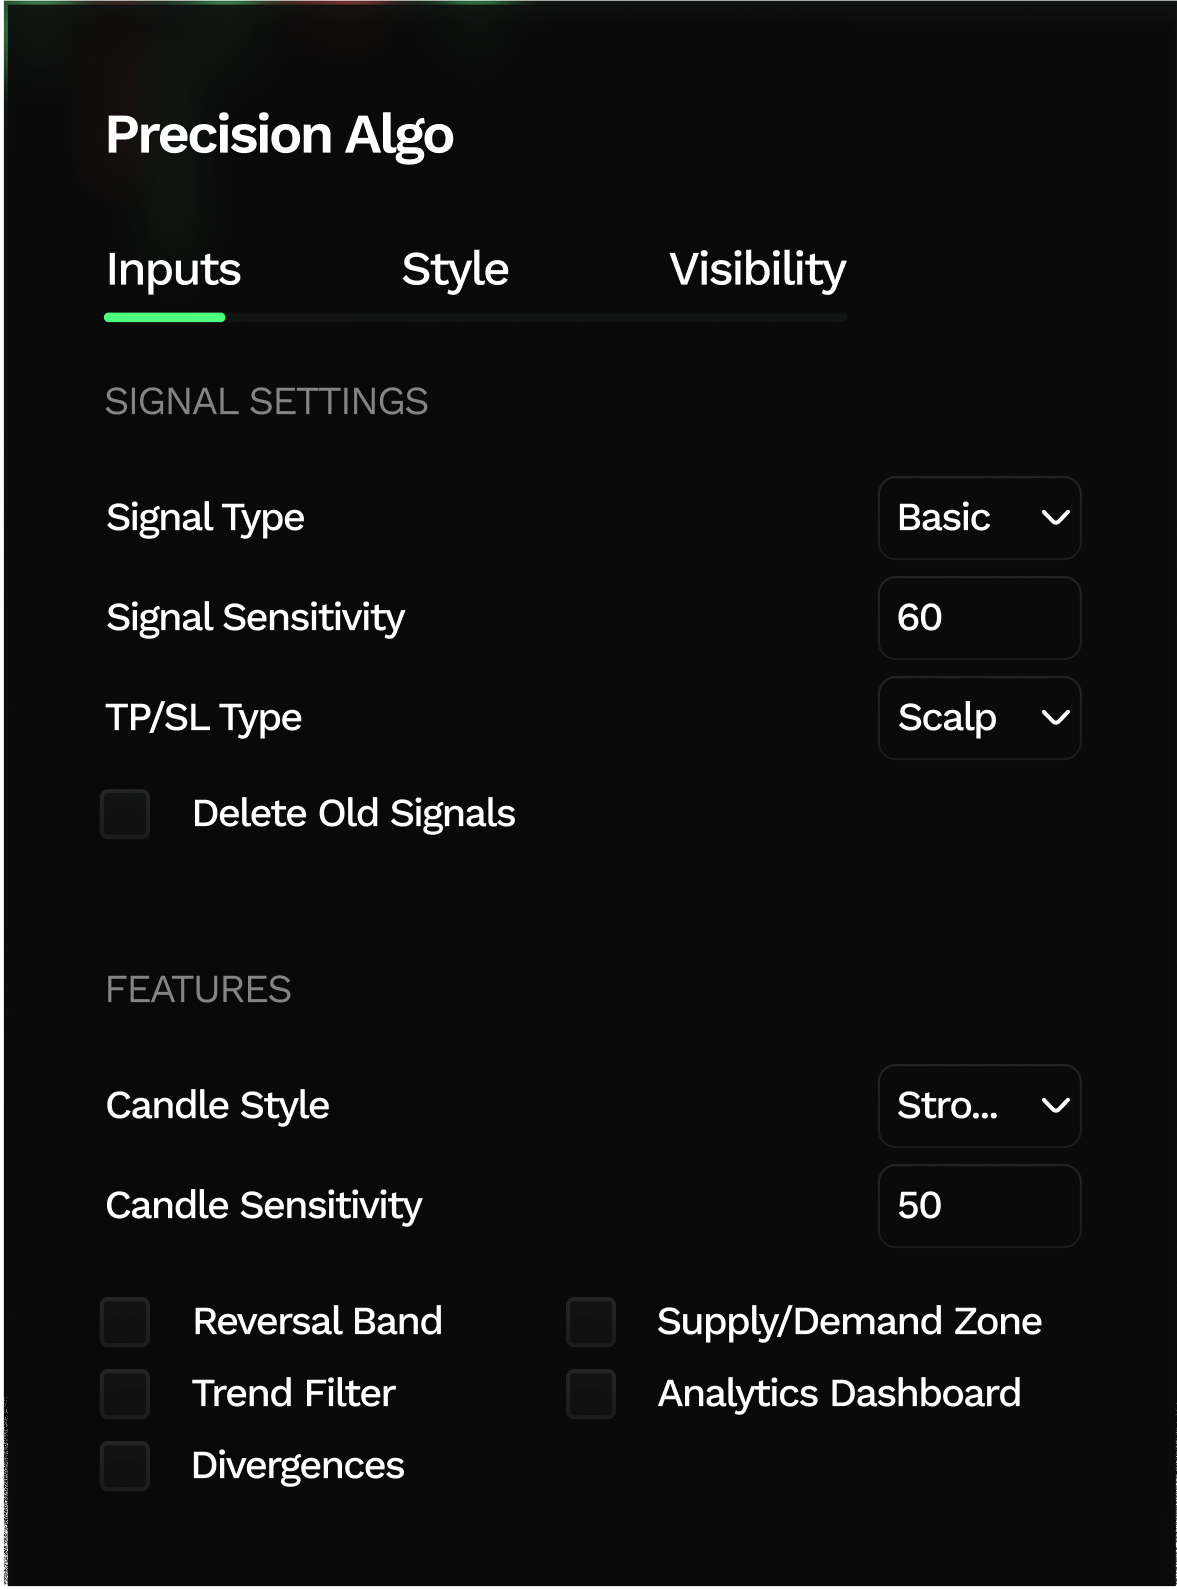 Precision Algo
Inputs Style Visibility
SIGNAL SETTINGS
Signal Type Basic
Signal Sensitivity 60
TP/SL Type Scalp
Delete Old Signals
FEATURES
Candle Style Stro...
Candle Sensitivity 50
Reversal Band Supply/Demand Zone
Trend Filter Analytics Dashboard
Divergences